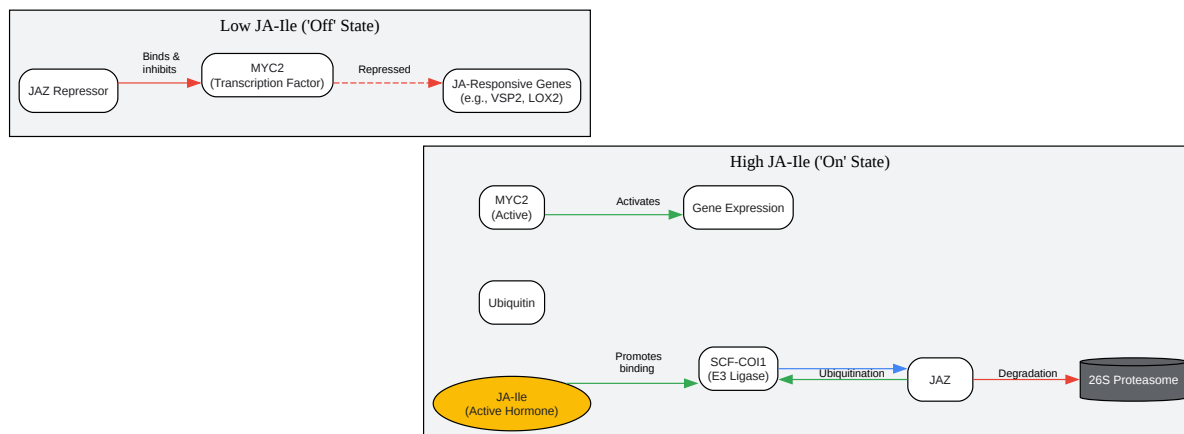 Low JA-Ile ('Off' State)
JAZ Repressor
Binds &
inhibits
MYC2
(Transcription Factor)
Repressed
JA-Responsive Genes
(e.g., VSP2, LOX2)
High JA-Ile ('On' State)
MYC2
(Active)
Activates
Gene Expression
Ubiquitin
JA-Ile
(Active Hormone)
Promotes
binding
SCF-COI1
(E3 Ligase)
Ubiquitination
JAZ
Degradation
26S Proteasome